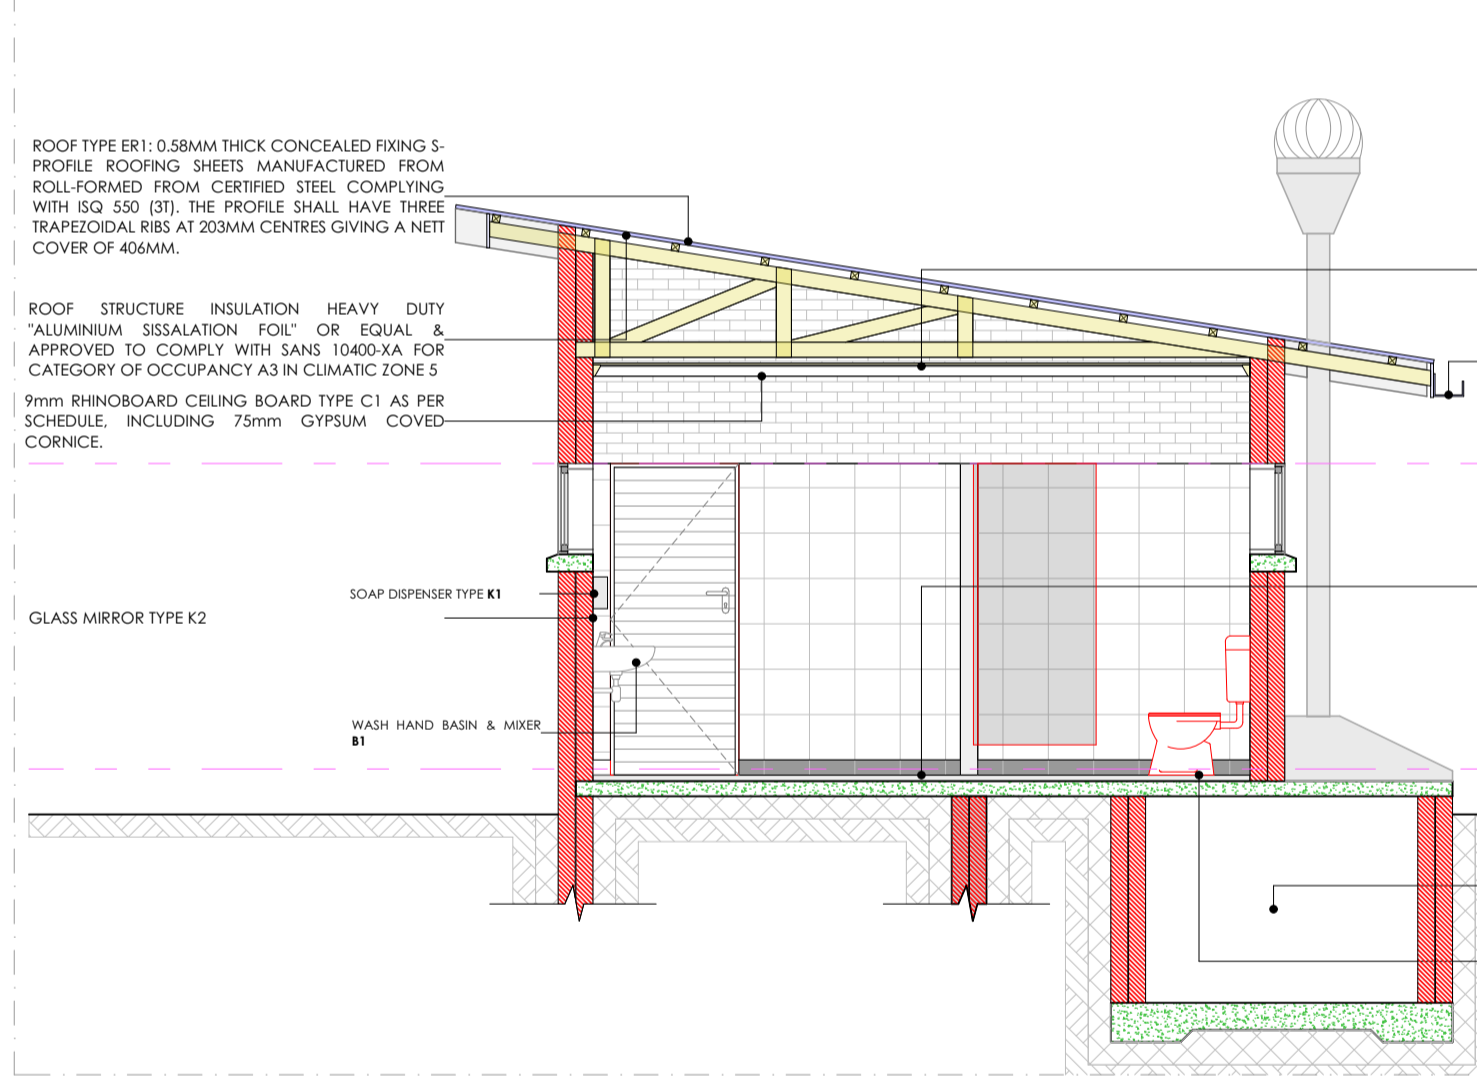 ROOF TYPE ER1: 0.58MM THICK CONCEALED FIXING S-
PROFILE ROOFING SHEETS MANUFACTURED FROM
ROLL-FORMED FROM CERTIFIED STEEL COMPLYING
WITH ISQ 550 (3T). THE PROFILE SHALL HAVE THREE
TRAPEZOIDAL RIBS AT 203MM CENTRES GIVING A NETT
COVER OF 406MM.
ROOF STRUCTURE INSULATION HEAVY DUTY
"ALUMINIUM SISSALATION FOIL" OR EQUAL &
APPROVED TO COMPLY WITH SANS 10400-XA FOR
CATEGORY OF OCCUPANCY A3 IN CLIMATIC ZONE 5
9mm RHINOBOARD CEILING BOARD TYPE C1 AS PER
SCHEDULE, INCLUDING 75mm GYPSUM COVED
CORNICE.
SOAP DISPENSER TYPE K1
GLASS MIRROR TYPE K2
WASH HAND BASIN & MIXER
B1